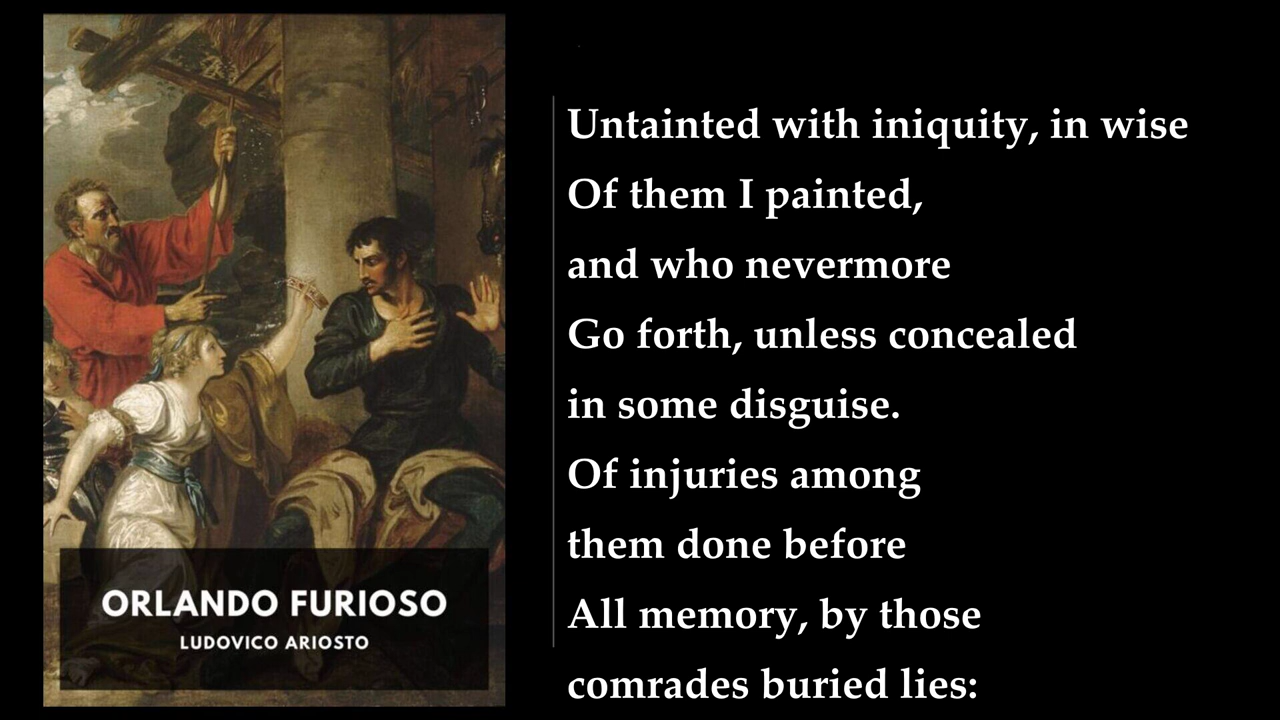 ORLANDO FURIOSO
LUDOVICO ARIOSTO
Untainted with iniquity, in wise
Of them I painted,
and who nevermore
Go forth, unless concealed
in some disguise.
Of injuries among
them done before
All memory, by those
comrades buried lies: